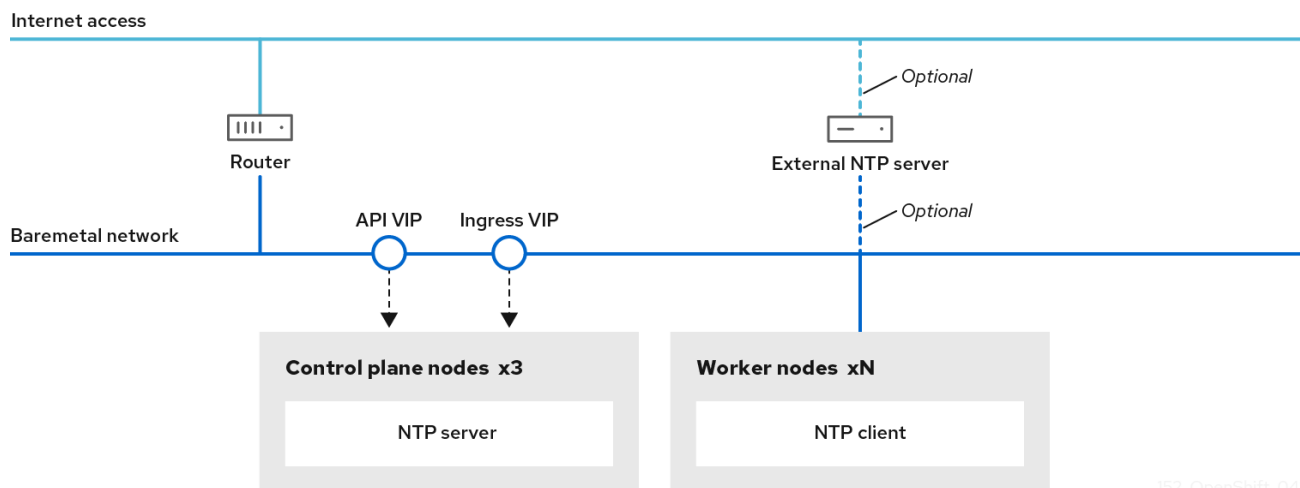 Internet access
Optional
Router
External NTP server
Optional
API VIP
Ingress VIP
Baremetal network
Control plane nodes x3
Worker nodes xN
NTP server
NTP client